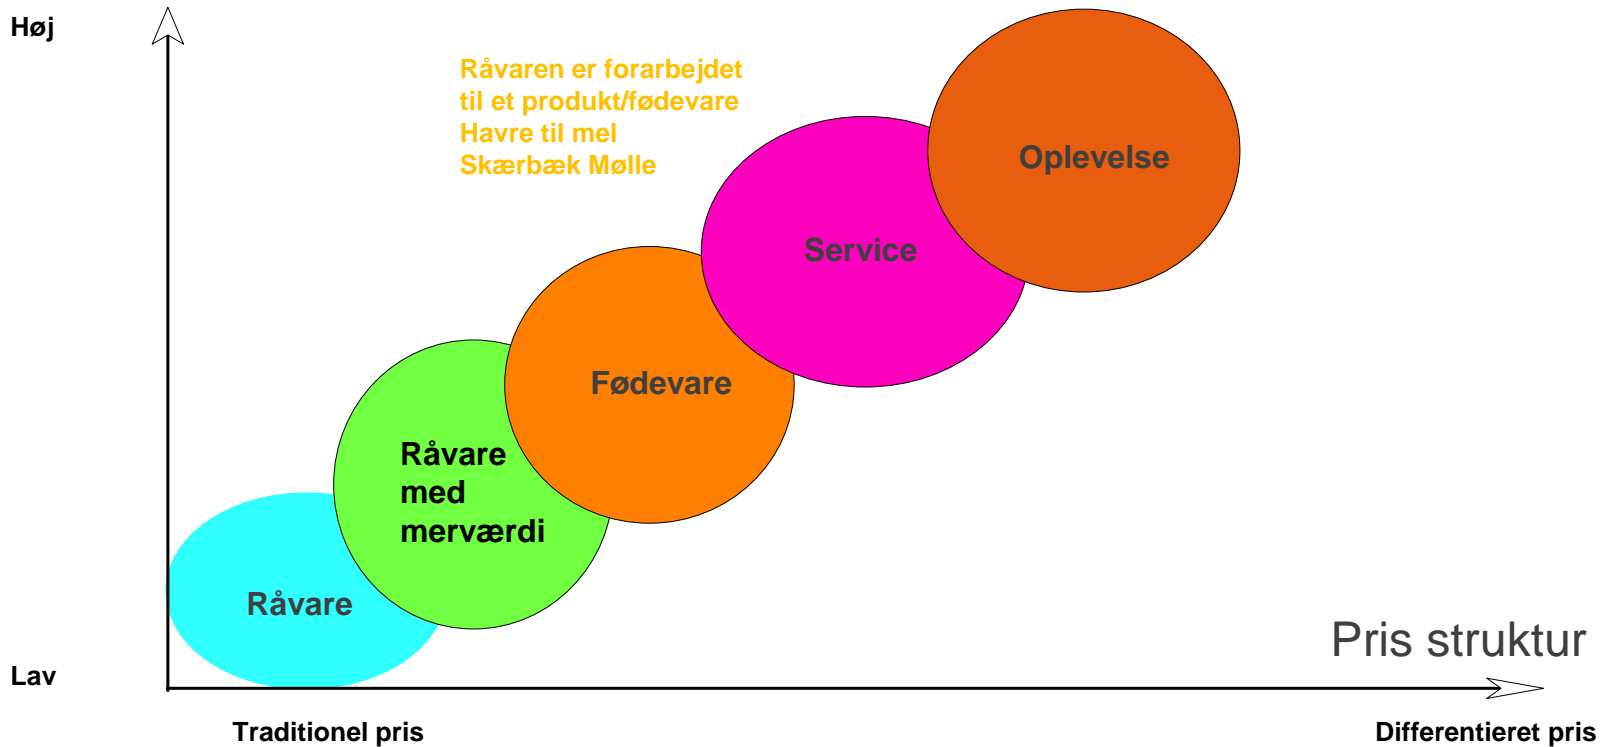 Høj
Råvaren er forarbejdet
til et produkt/fødevare
Havre til mel
Skærbæk Mølle
Oplevelse
Service
Fødevare
Råvare
med
merværdi
Råvare
Pris struktur
Lav
Traditionel pris
Differentieret pris